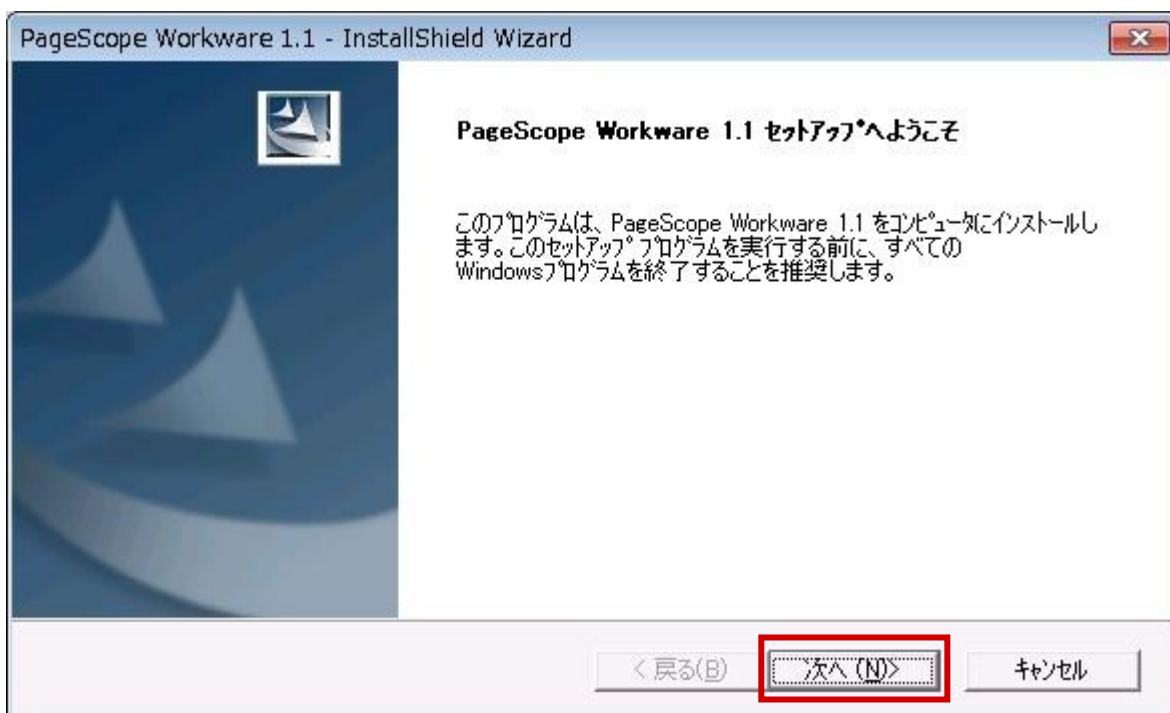 PageScope Workware 1.1 - InstallShield Wizard
PageScope Workware 1.1 ｾｯﾄｱｯﾌﾟへようこそ
このﾌﾟﾛｸﾞﾗﾑは、PageScope Workware 1.1 をｺﾝﾋﾟｭｰﾀにインストールし
ます。このｾｯﾄｱｯﾌﾟ ﾌﾟﾛｸﾞﾗﾑを実行する前に、すべての
Windowsﾌﾟﾛｸﾞﾗﾑを終了することを推奨します。
< 戻る(B)
次へ (N)>
ｷｬﾝｾﾙ